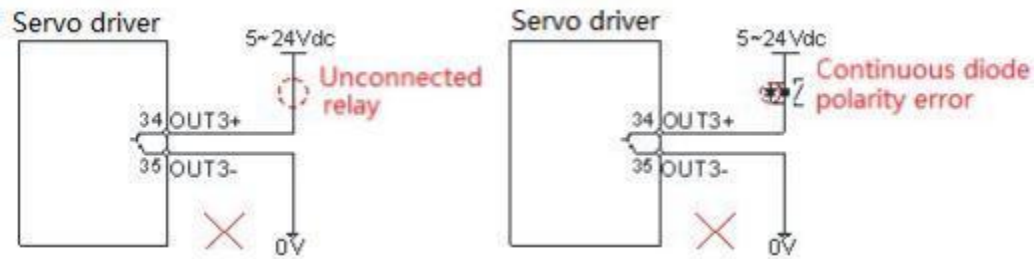 Servo driver
5~24Vdc
Unconnected
relay
34 OUT3+
35 OUT3-
0V
Servo driver
5~24Vdc
Continuous diode
polarity error
34 OUT3+
35 OUT3-
0V